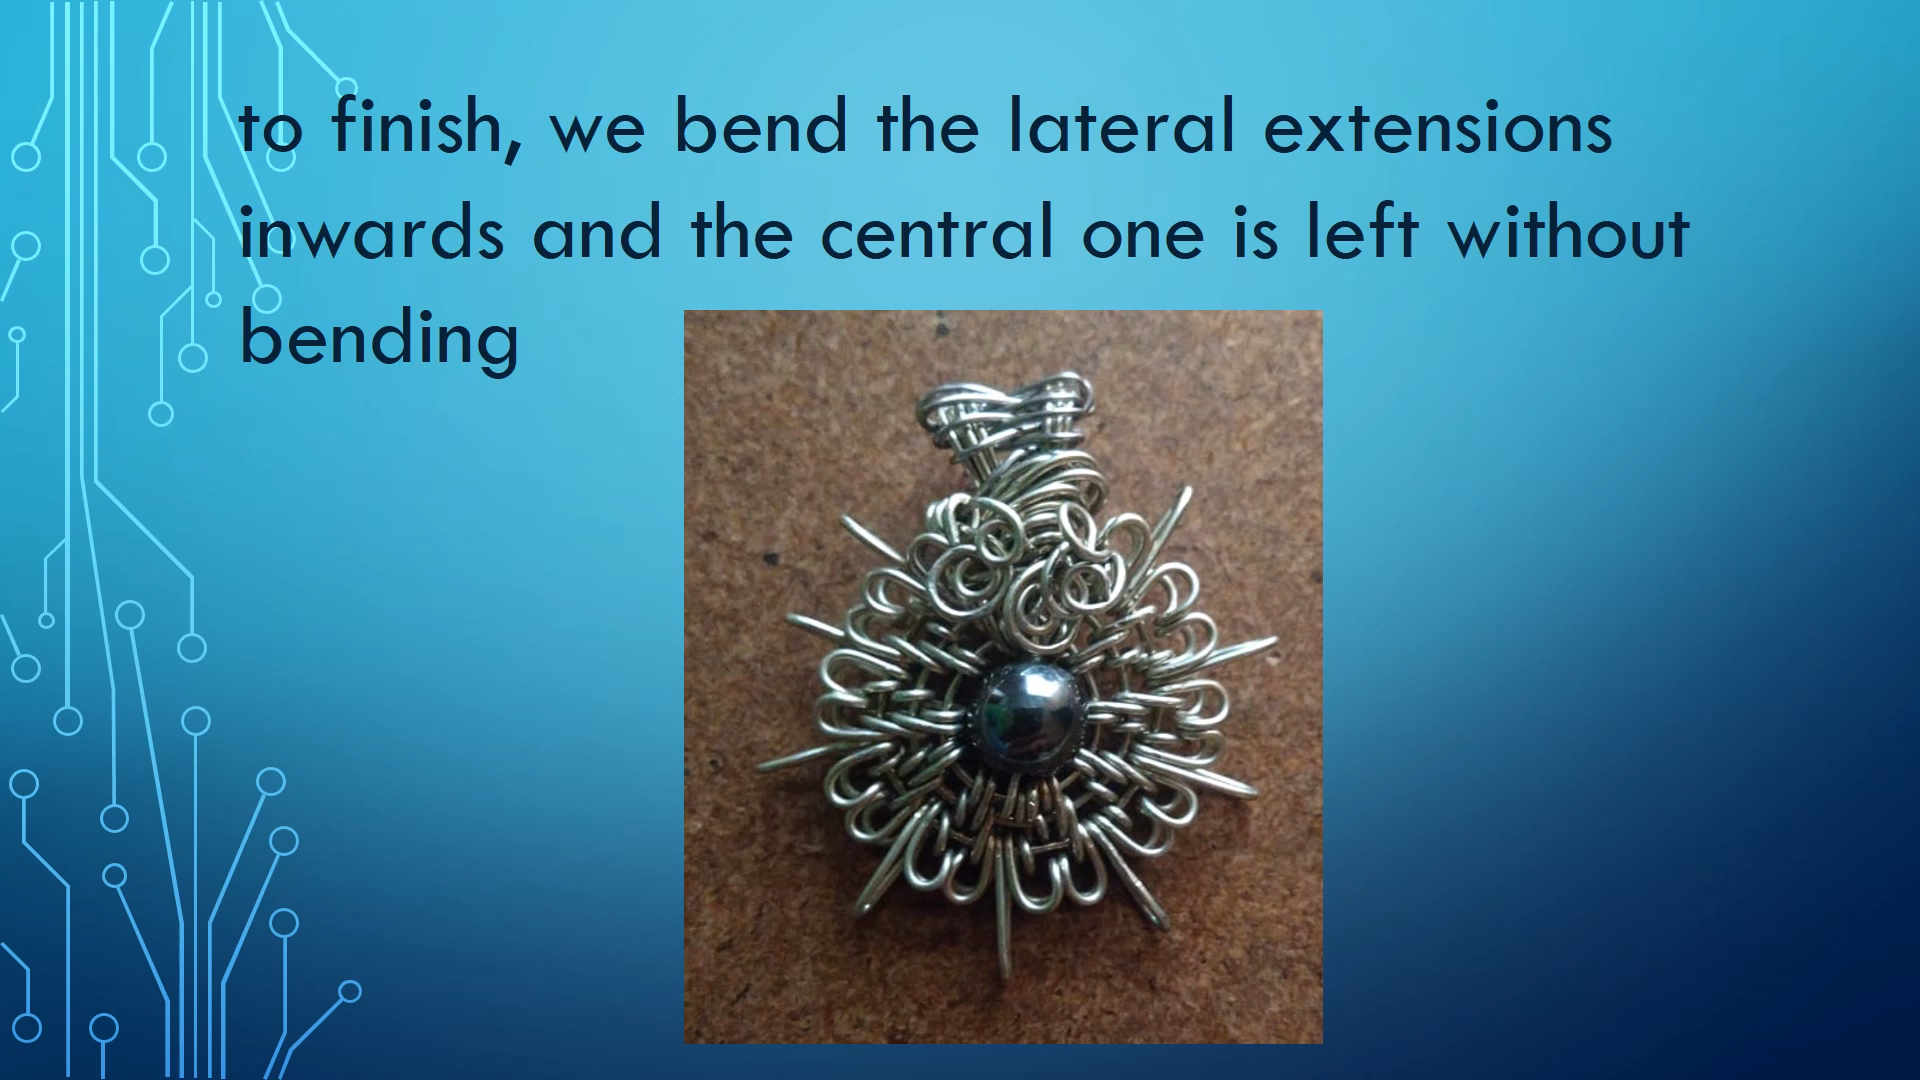 to finish, we bend the lateral extensions
inwards and the central one is left without
bending